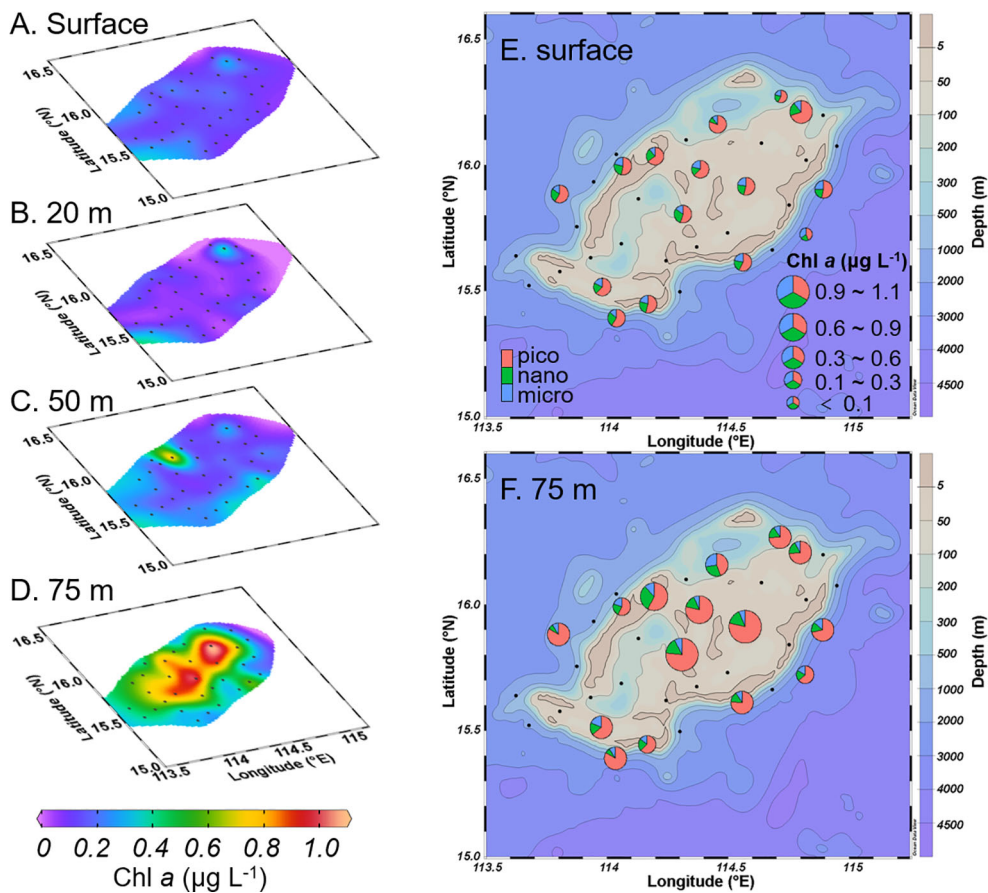 A. Surface
16.5
16.0
15.5
15.0
Latitude (°N)
B. 20 m
16.5
16.0
15.5
15.0
Latitude (°N)
C. 50 m
16.5
16.0
15.5
15.0
Latitude (°N)
D. 75 m
16.5
16.0
15.5
15.0
Latitude (°N)
113.5
114
114.5
115
Longitude (°E)
0 0.2 0.4 0.6 0.8 1.0
Chl a (µg L-1)
E. surface
16.5
16.0
15.5
15.0
Latitude (°N)
113.5 114 114.5 115
Longitude (°E)
pico
nano
micro
Chl a (µg L-1)
0.9 ~ 1.1
0.6 ~ 0.9
0.3 ~ 0.6
0.1 ~ 0.3
< 0.1
Ocean Data View
5
50
100
300
500
1000
2000
3000
4500
Depth (m)
F. 75 m
16.5
16.0
15.5
15.0
Latitude (°N)
113.5 114 114.5 115
Longitude (°E)
Ocean Data View
5
50
100
300
500
1000
2000
3000
4500
Depth (m)